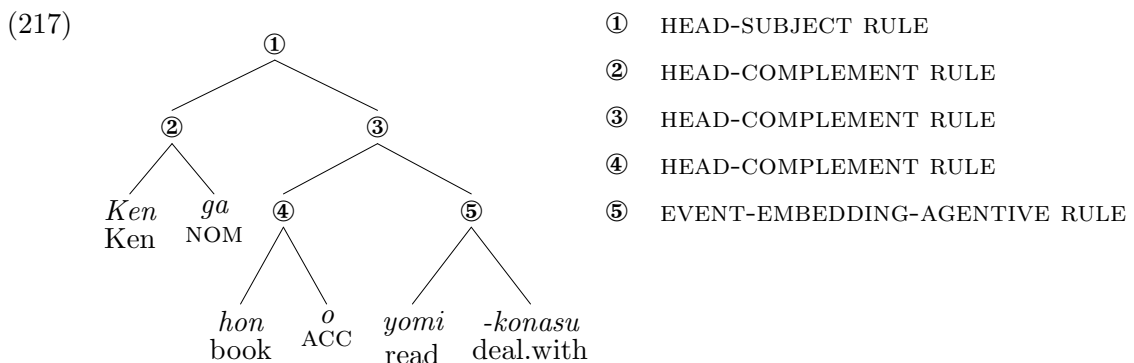 (217)
① HEAD-SUBJECT RULE
② HEAD-COMPLEMENT RULE
③ HEAD-COMPLEMENT RULE
④ HEAD-COMPLEMENT RULE
⑤ EVENT-EMBEDDING-AGENTIVE RULE
①
② ③
Ken ga ④ ⑤
Ken NOM
hon o yomi -konasu
book ACC read deal.with